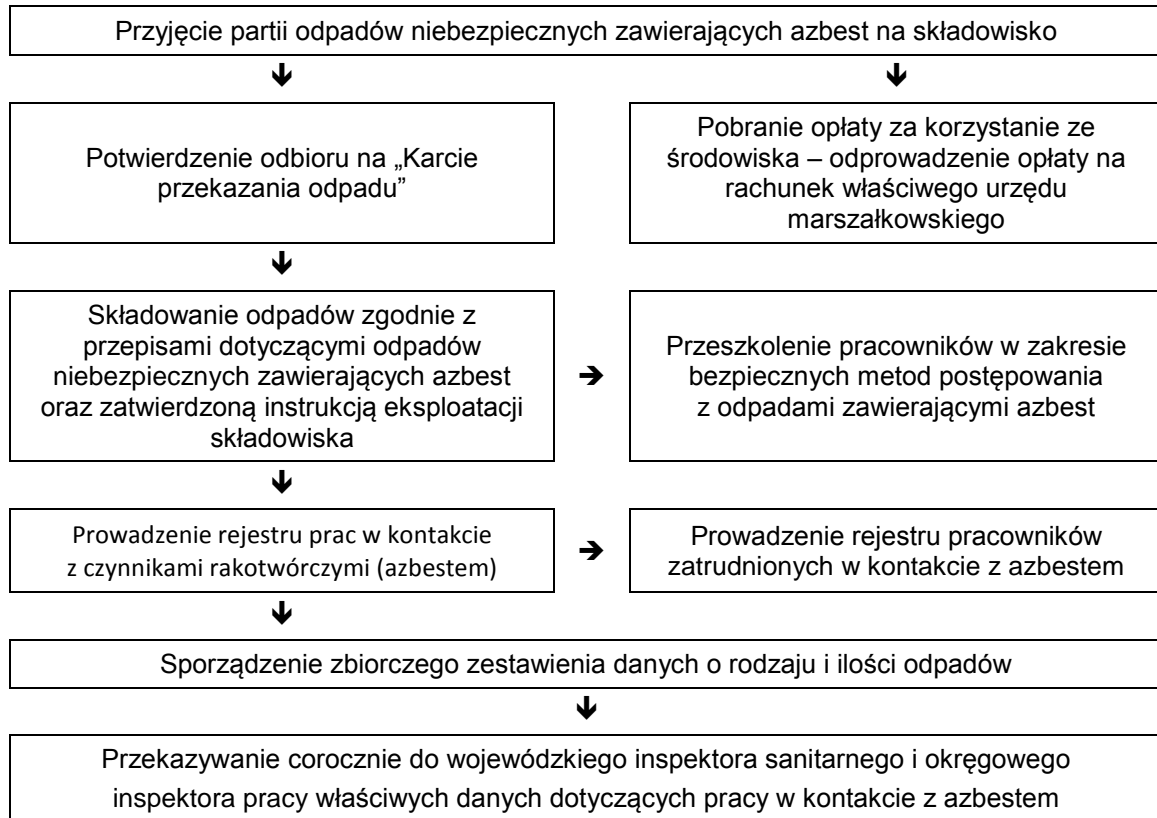 Przyjęcie partii odpadów niebezpiecznych zawierających azbest na składowisko
Potwierdzenie odbioru na „Karcie
przekazania odpadu”
Pobranie opłaty za korzystanie ze
środowiska – odprowadzenie opłaty na
rachunek właściwego urzędu
marszałkowskiego
Składowanie odpadów zgodnie z
przepisami dotyczącymi odpadów
niebezpiecznych zawierających azbest
oraz zatwierdzoną instrukcją eksploatacji
składowiska
Przeszkolenie pracowników w zakresie
bezpiecznych metod postępowania
z odpadami zawierającymi azbest
Prowadzenie rejestru prac w kontakcie
z czynnikami rakotwórczymi (azbestem)
Prowadzenie rejestru pracowników
zatrudnionych w kontakcie z azbestem
Sporządzenie zbiorczego zestawienia danych o rodzaju i ilości odpadów
Przekazywanie corocznie do wojewódzkiego inspektora sanitarnego i okręgowego
inspektora pracy właściwych danych dotyczących pracy w kontakcie z azbestem